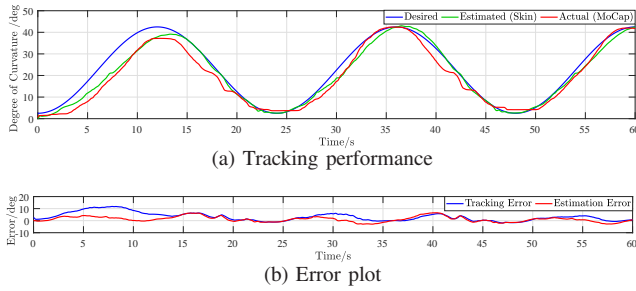 Degree of Curvature /deg
50
40
30
20
10
0
Desired Estimated (Skin) Actual (MoCap)
0 5 10 15 20 25 30 35 40 45 50 55 60
Time/s
(a) Tracking performance
Error/deg
20
10
0
-10
Tracking Error Estimation Error
0 5 10 15 20 25 30 35 40 45 50 55 60
Time/s
(b) Error plot